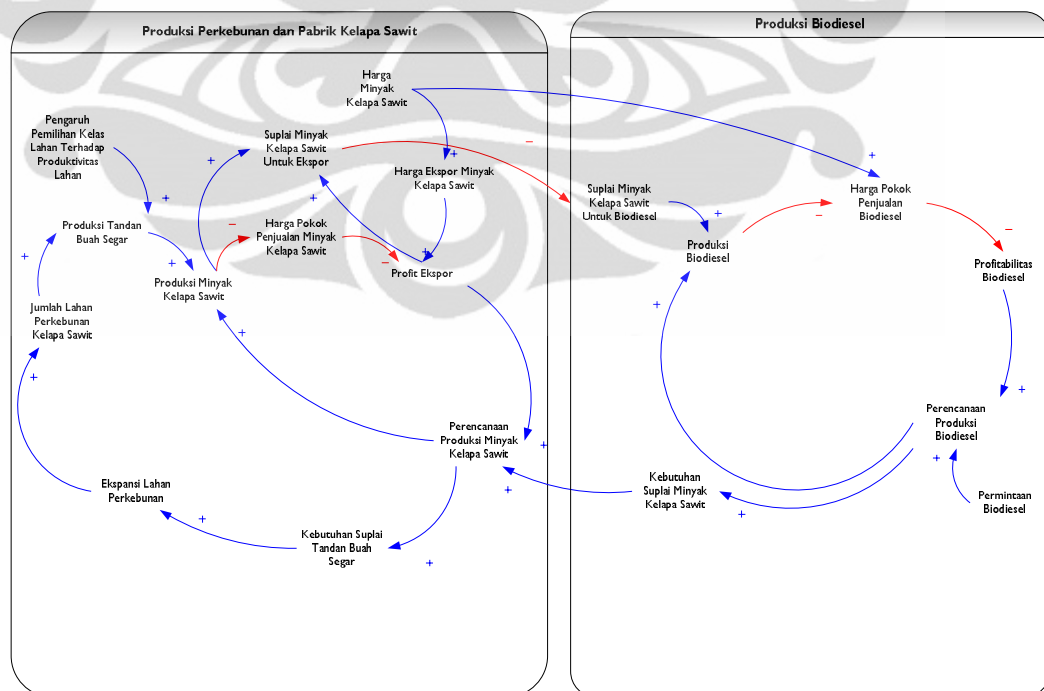 Produksi Perkebunan dan Pabrik Kelapa Sawit
Harga
Minyak
Kelapa Sawit
Pengaruh
Pemilihan Kelas
Lahan Terhadap
Produktivitas
Lahan
+
Suplai Minyak
Kelapa Sawit
Untuk Ekspor
+
–
+
Harga Ekspor Minyak
Kelapa Sawit
+
Produksi Tandan
Buah Segar
+
–
Harga Pokok
Penjualan Minyak
Kelapa Sawit
–
+
Profit Ekspor
+
Produksi Minyak
Kelapa Sawit
+
Jumlah Lahan
Perkebunan
Kelapa Sawit
+
+
Perencanaan
Produksi Minyak
Kelapa Sawit
+
+
Ekspansi Lahan
Perkebunan
+
Kebutuhan Suplai
Tandan Buah
Segar
+
Produksi Biodiesel
+
Suplai Minyak
Kelapa Sawit
Untuk Biodiesel
+
Harga Pokok
Penjualan
Biodiesel
–
–
Produksi
Biodiesel
+
Profitabilitas
Biodiesel
+
Perencanaan
Produksi
Biodiesel
+
Kebutuhan
Suplai Minyak
Kelapa Sawit
+
Permintaan
Biodiesel